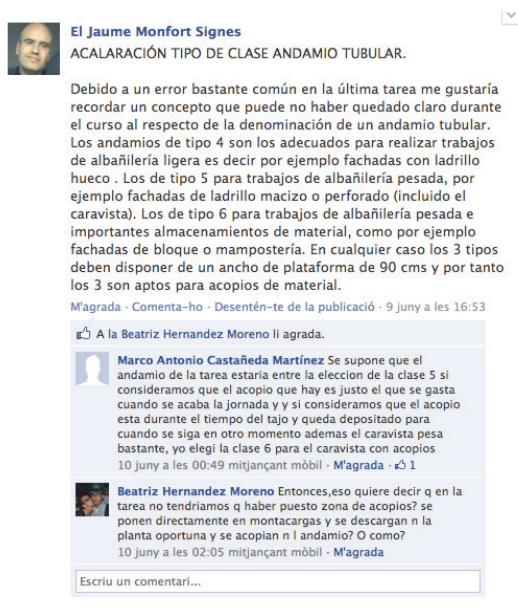 El Jaume Monfort Signes
ACALARACIÓN TIPO DE CLASE ANDAMIO TUBULAR.
Debido a un error bastante común en la última tarea me gustaría
recordar un concepto que puede no haber quedado claro durante
el curso al respecto de la denominación de un andamio tubular.
Los andamios de tipo 4 son los adecuados para realizar trabajos
de albañilería ligera es decir por ejemplo fachadas con ladrillo
hueco . Los de tipo 5 para trabajos de albañilería pesada, por
ejemplo fachadas de ladrillo macizo o perforado (incluido el
caravista). Los de tipo 6 para trabajos de albañilería pesada e
importantes almacenamientos de material, como por ejemplo
fachadas de bloque o mampostería. En cualquier caso los 3 tipos
deben disponer de un ancho de plataforma de 90 cms y por tanto
los 3 son aptos para acopios de material.
M'agrada · Comenta-ho · Desentén-te de la publicació · 9 juny a les 16:53
A la Beatriz Hernandez Moreno li agrada.
Marco Antonio Castañeda Martínez Se supone que el
andamio de la tarea estaria entre la eleccion de la clase 5 si
consideramos que el acopio que hay es justo el que se gasta
cuando se acaba la jornada y y si consideramos que el acopio
esta durante el tiempo del tajo y queda depositado para
cuando se siga en otro momento ademas el caravista pesa
bastante, yo elegi la clase 6 para el caravista con acopios
10 juny a les 00:49 mitjançant mòbil · M'agrada · 1
Beatriz Hernandez Moreno Entonces,eso quiere decir q en la
tarea no tendriamos q haber puesto zona de acopios? se
ponen directamente en montacargas y se descargan n la
planta oportuna y se acopian n l andamio? O como?
10 juny a les 02:05 mitjançant mòbil · M'agrada
Escriu un comentari...